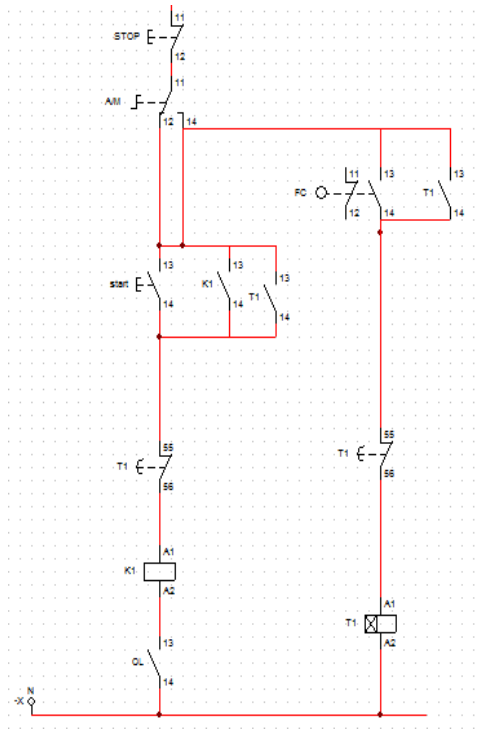 11
STOP
12
11
A/M
12 14
11 13 13
FC T1
12 14 14
13 13 13
start K1 T1
14 14 14
55 55
T1 T1
56 56
A1
K1
A2
A1
T1
A2
13
OL
14
N
-X